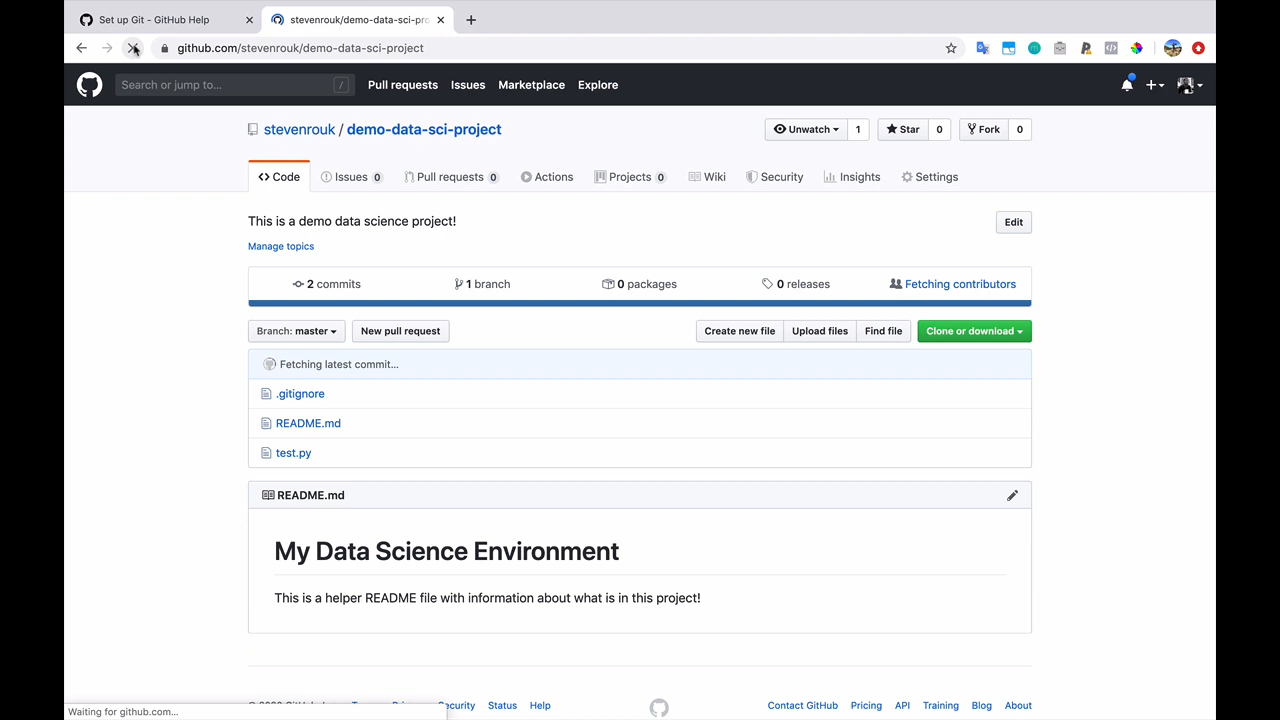 Set up Git - GitHub Help
stevenrouk/demo-data-sci-pro
github.com/stevenrouk/demo-data-sci-project
Search or jump to... /
Pull requests Issues Marketplace Explore
stevenrouk / demo-data-sci-project
Unwatch 1 Star 0 Fork 0
Code Issues 0 Pull requests 0 Actions Projects 0 Wiki Security Insights Settings
This is a demo data science project!
Edit
Manage topics
2 commits 1 branch 0 packages 0 releases Fetching contributors
Branch: master New pull request Create new file Upload files Find file Clone or download
Fetching latest commit...
.gitignore
README.md
test.py
README.md
My Data Science Environment
This is a helper README file with information about what is in this project!
Status Help Contact GitHub Pricing API Training Blog About
Waiting for github.com...